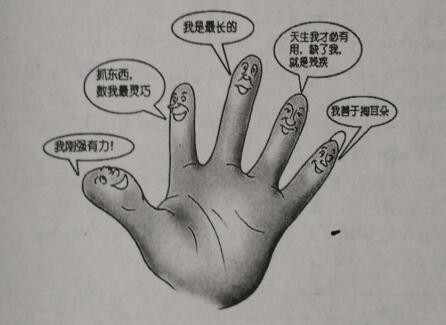 我刚强有力！
抓东西，
数我最灵巧
我是最长的
天生我才必有
用，缺了我，
就是残疾
我善于掏耳朵